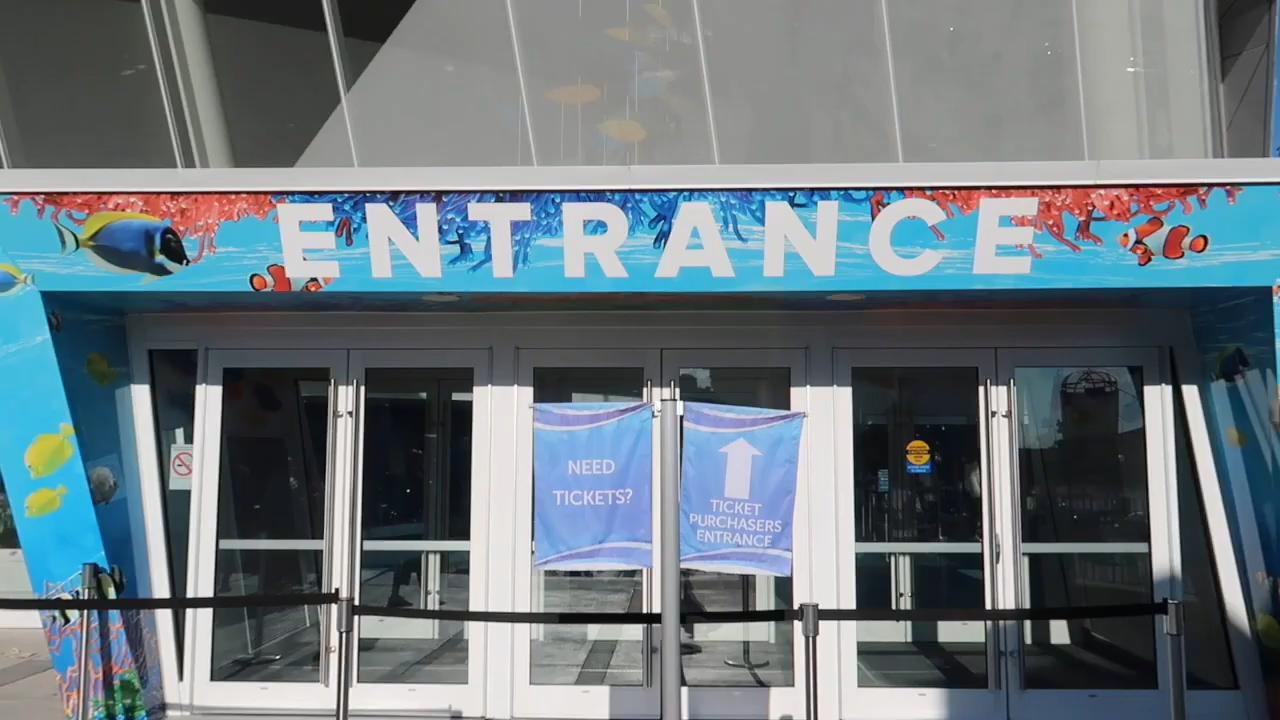 ENTRANCE
NEED
TICKETS?
TICKET
PURCHASERS
ENTRANCE